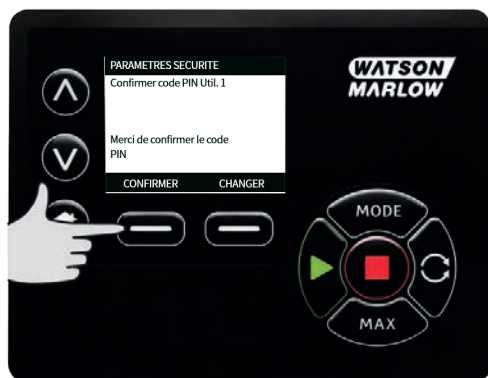 PARAMETRES SECURITE
WATSON
MARLOW
Confirmer code PIN Util. 1
Merci de confirmer le code
PIN
CONFIRMER CHANGER
MODE
MAX